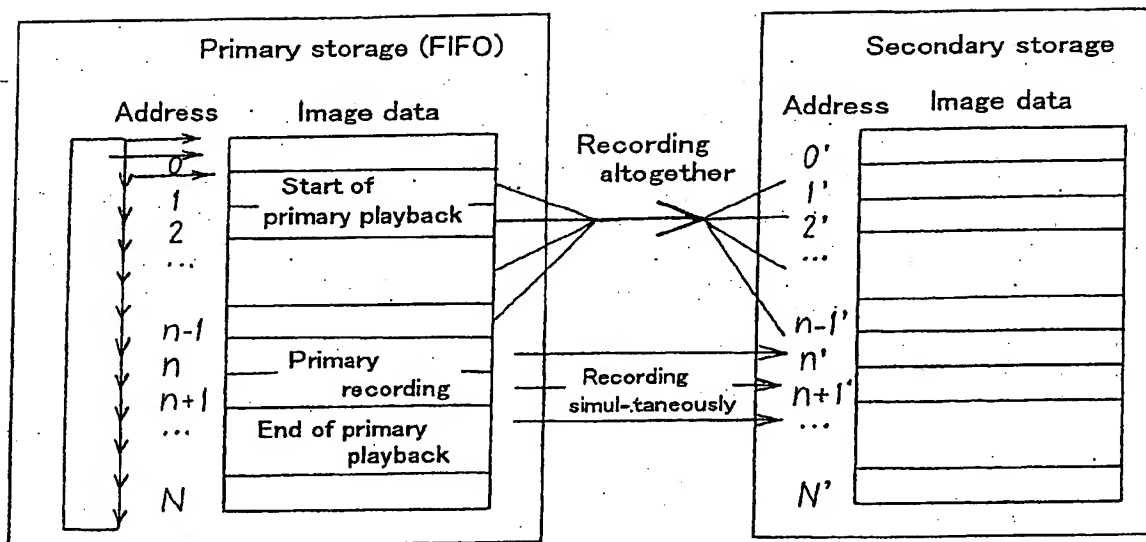 Primary storage (FIFO)
Address
Image data
0
1
2
...
n-1
n
n+1
...
N
Start of
primary playback
Primary
recording
End of primary
playback
Recording
altogether
Recording
simul-taneously
Secondary storage
Address
Image data
0'
1'
2'
...
n-1'
n'
n+1'
...
N'